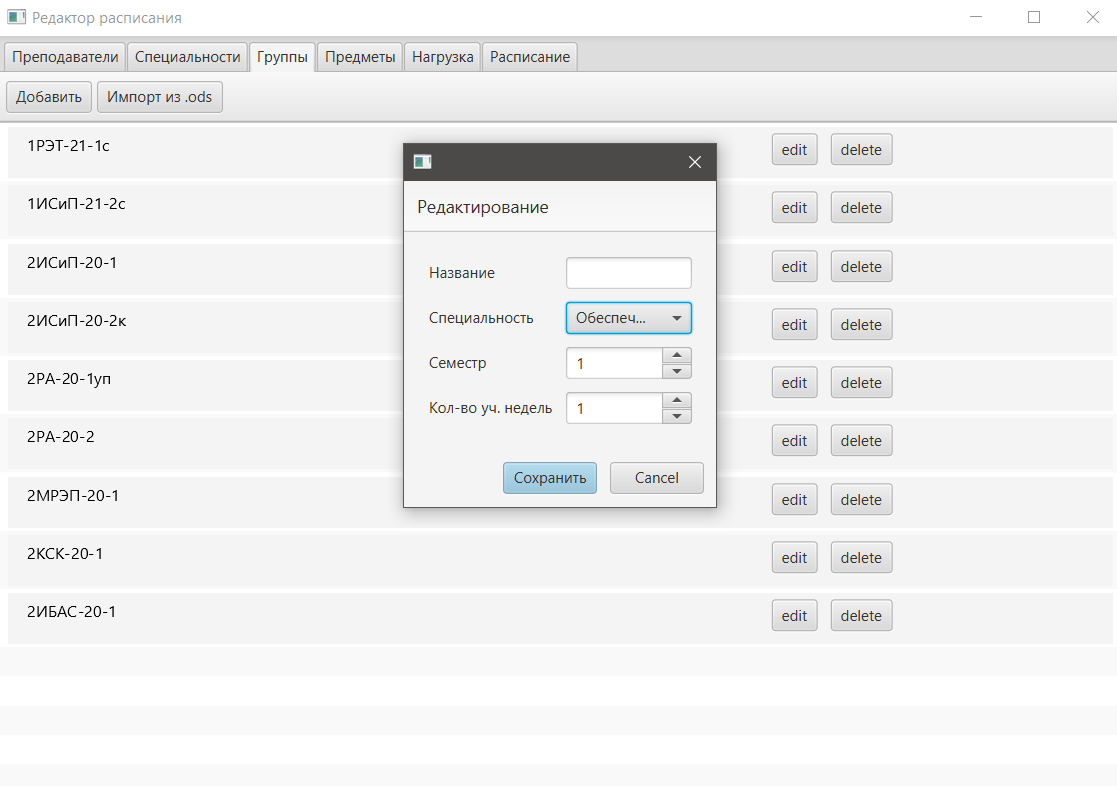 Редактор расписания
Преподаватели Специальности Группы Предметы Нагрузка Расписание
Добавить Импорт из .ods
1РЭТ-21-1с edit delete
1ИСиП-21-2с edit delete
2ИСиП-20-1 edit delete
2ИСиП-20-2к edit delete
2РА-20-1уп edit delete
2РА-20-2 edit delete
2МРЭП-20-1 edit delete
2КСК-20-1 edit delete
2ИБАС-20-1 edit delete
Редактирование
Название
Специальность Обеспеч...
Семестр 1
Кол-во уч. недель 1
Сохранить Cancel